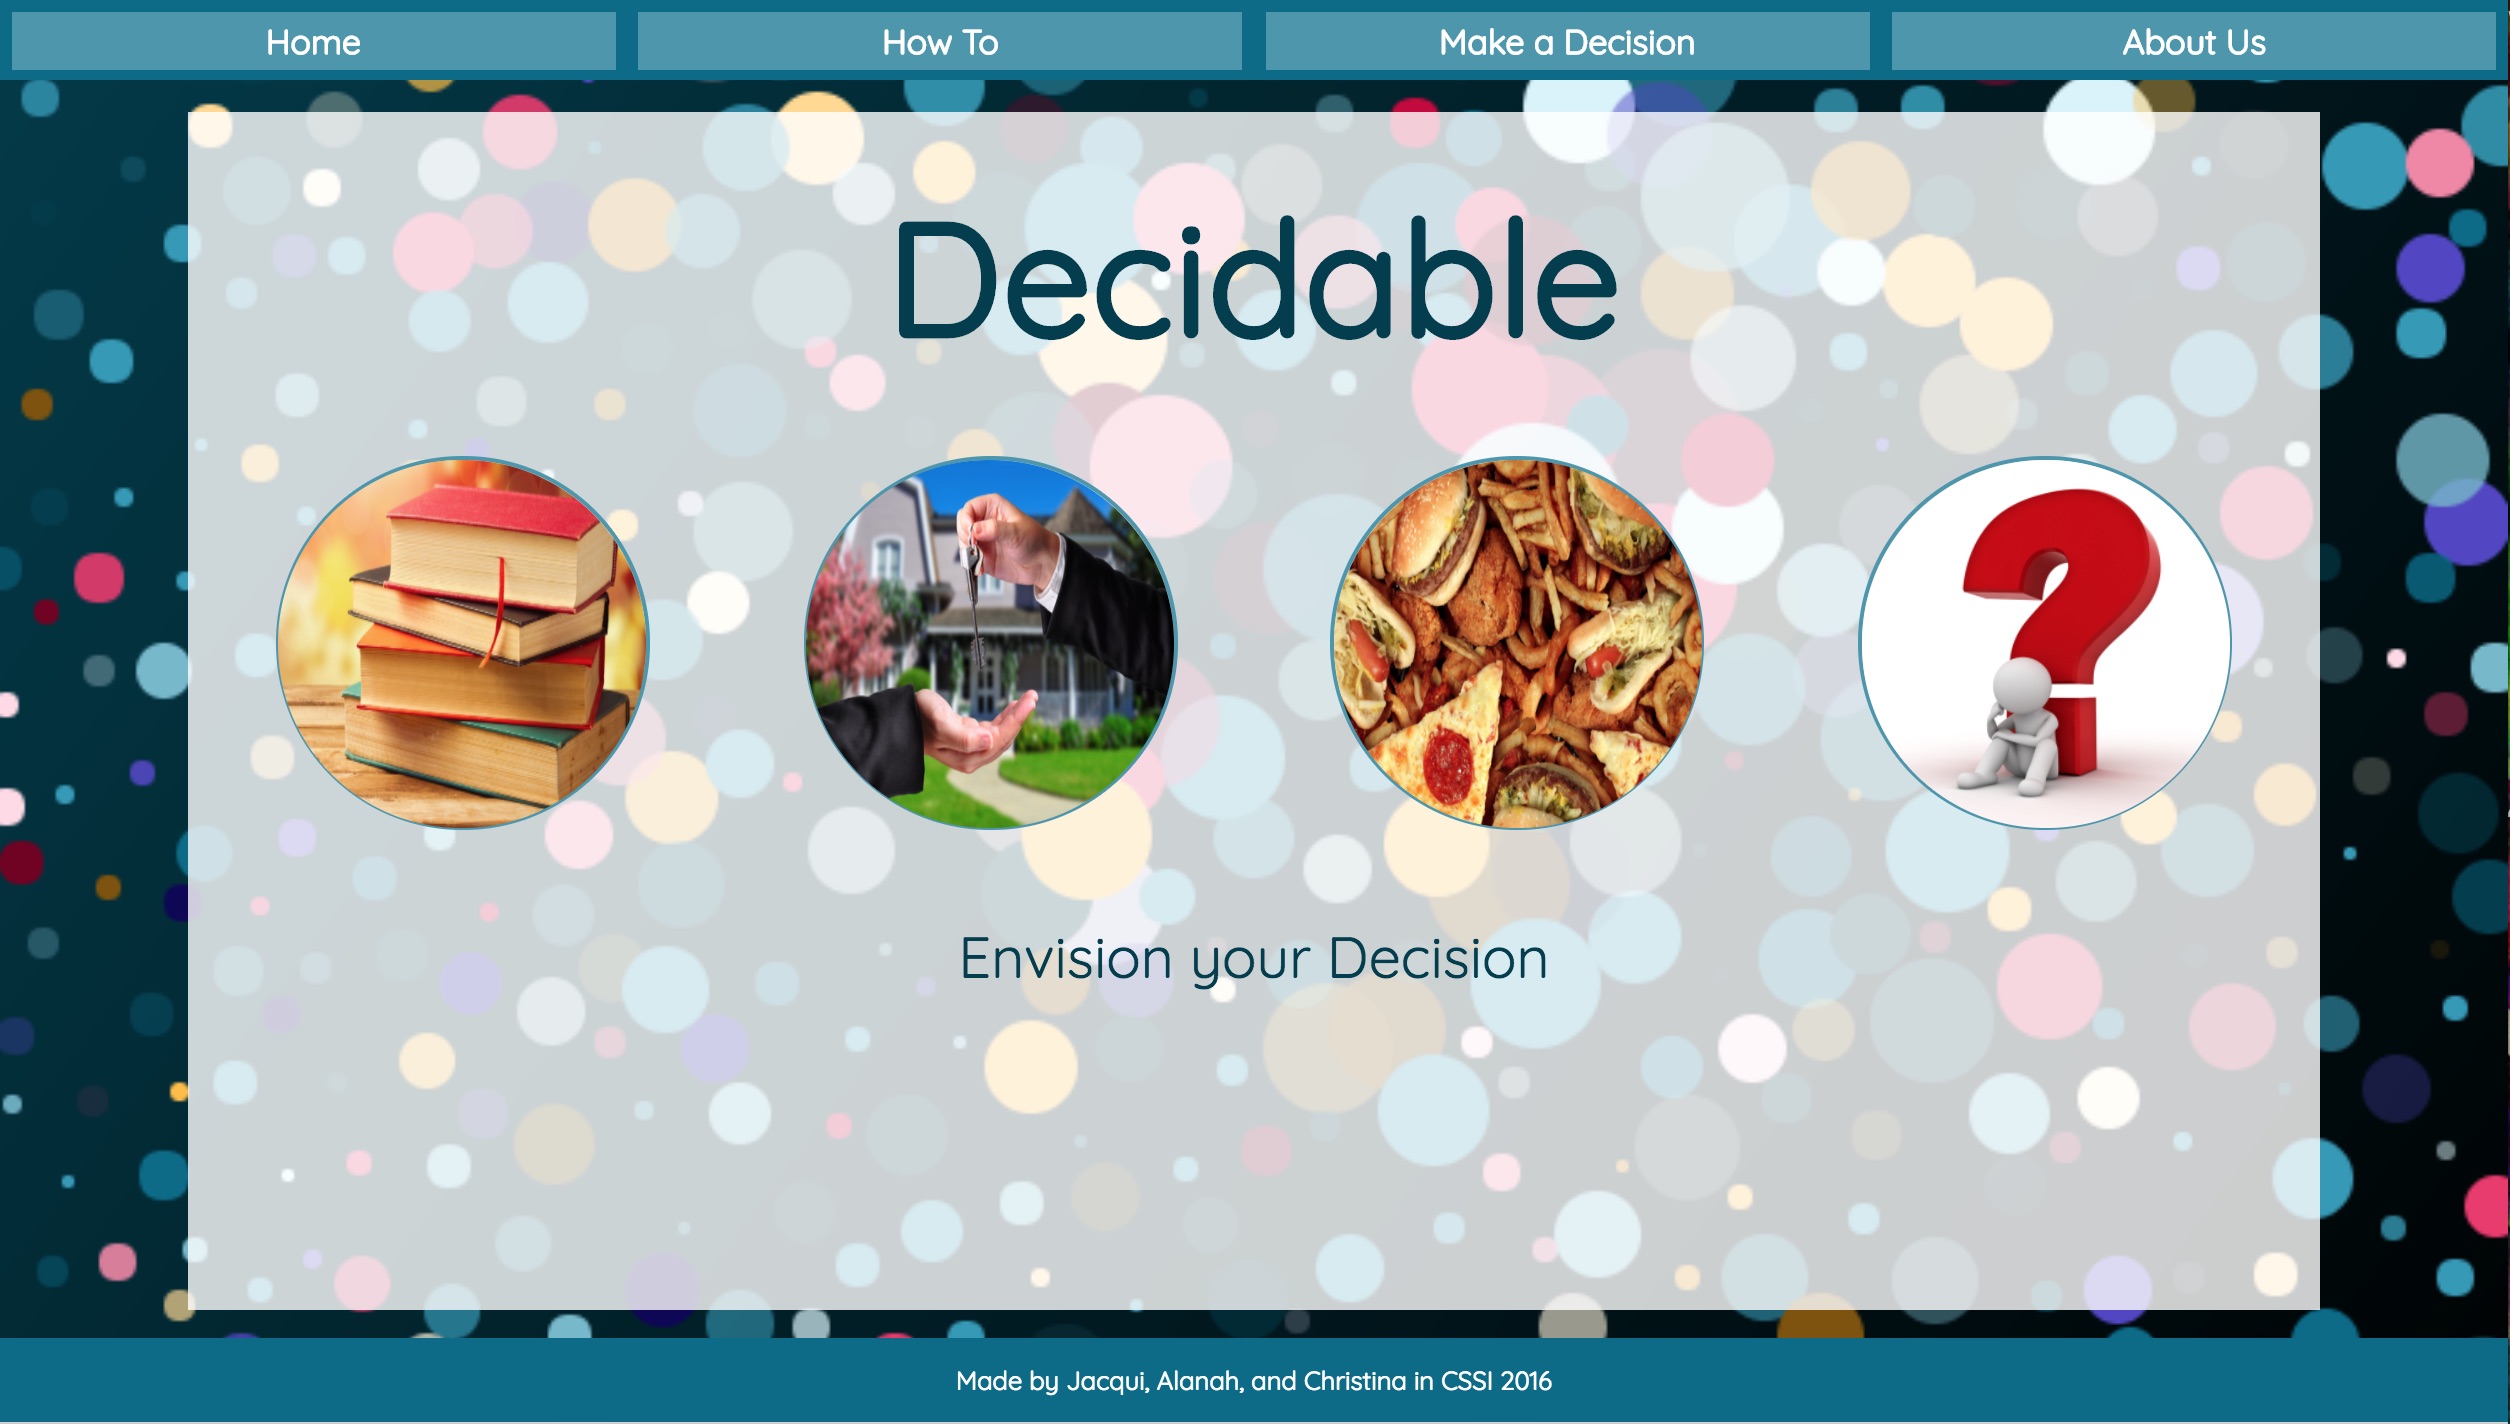 Home
How To
Make a Decision
About Us
Decidable
Envision your Decision
Made by Jacqui, Alanah, and Christina in CSSI 2016